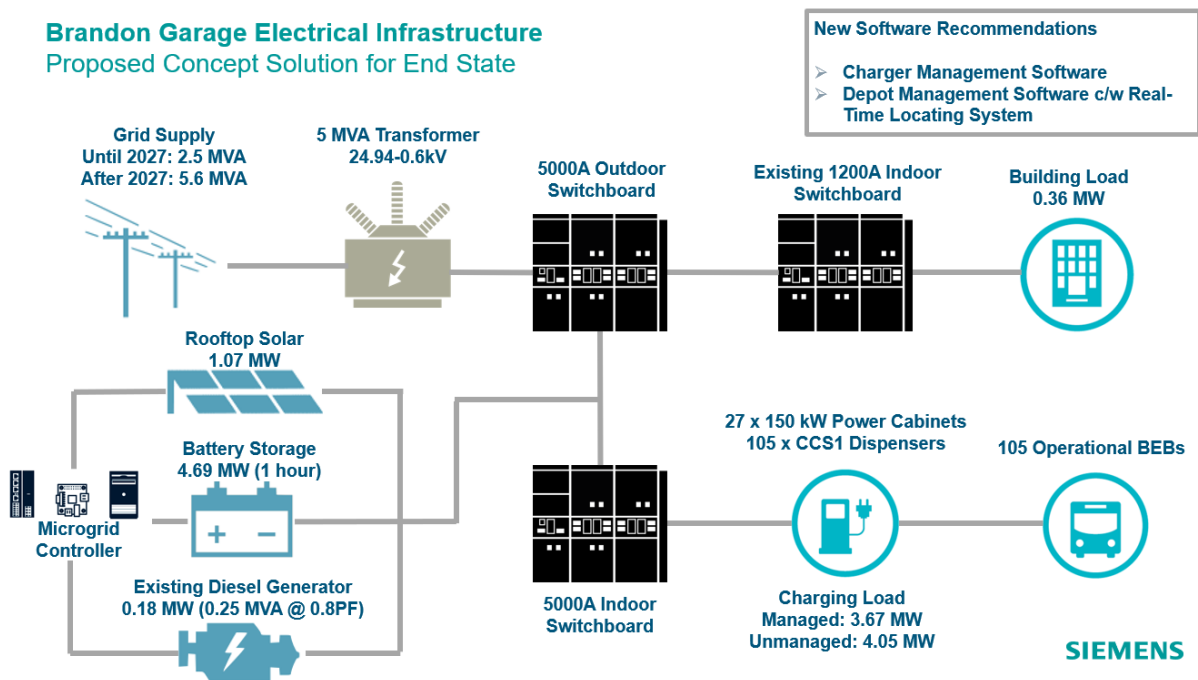 Brandon Garage Electrical Infrastructure
Proposed Concept Solution for End State
New Software Recommendations
➢ Charger Management Software
➢ Depot Management Software c/w Real-
Time Locating System
Grid Supply
Until 2027: 2.5 MVA
After 2027: 5.6 MVA
5 MVA Transformer
24.94-0.6kV
5000A Outdoor
Switchboard
Existing 1200A Indoor
Switchboard
Building Load
0.36 MW
Rooftop Solar
1.07 MW
Battery Storage
4.69 MW (1 hour)
Microgrid
Controller
Existing Diesel Generator
0.18 MW (0.25 MVA @ 0.8PF)
5000A Indoor
Switchboard
27 x 150 kW Power Cabinets
105 x CCS1 Dispensers
105 Operational BEBs
Charging Load
Managed: 3.67 MW
Unmanaged: 4.05 MW
SIEMENS